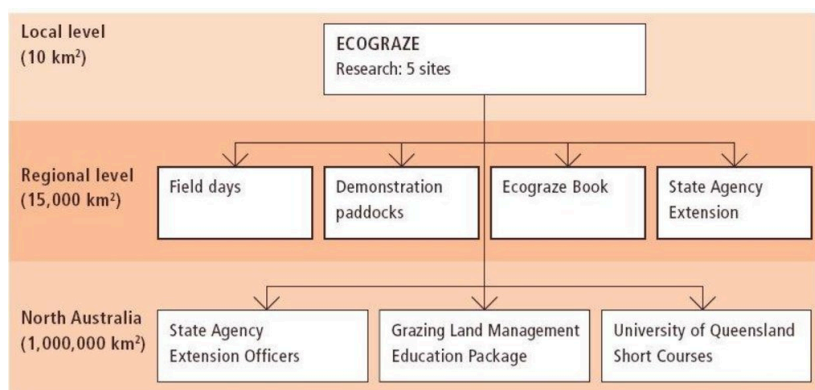 Local level
(10 km²)
ECOGRAZE
Research: 5 sites
Regional level
(15,000 km²)
Field days
Demonstration
paddocks
Ecograze Book
State Agency
Extension
North Australia
(1,000,000 km²)
State Agency
Extension Officers
Grazing Land Management
Education Package
University of Queensland
Short Courses